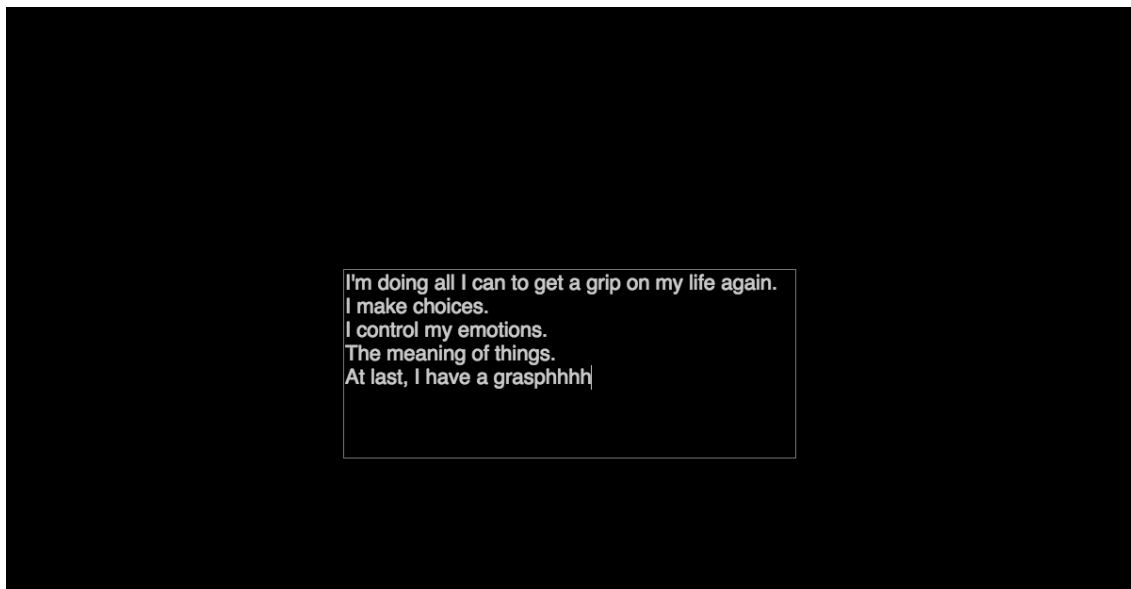 I'm doing all I can to get a grip on my life again.
I make choices.
I control my emotions.
The meaning of things.
At last, I have a grasphhhh